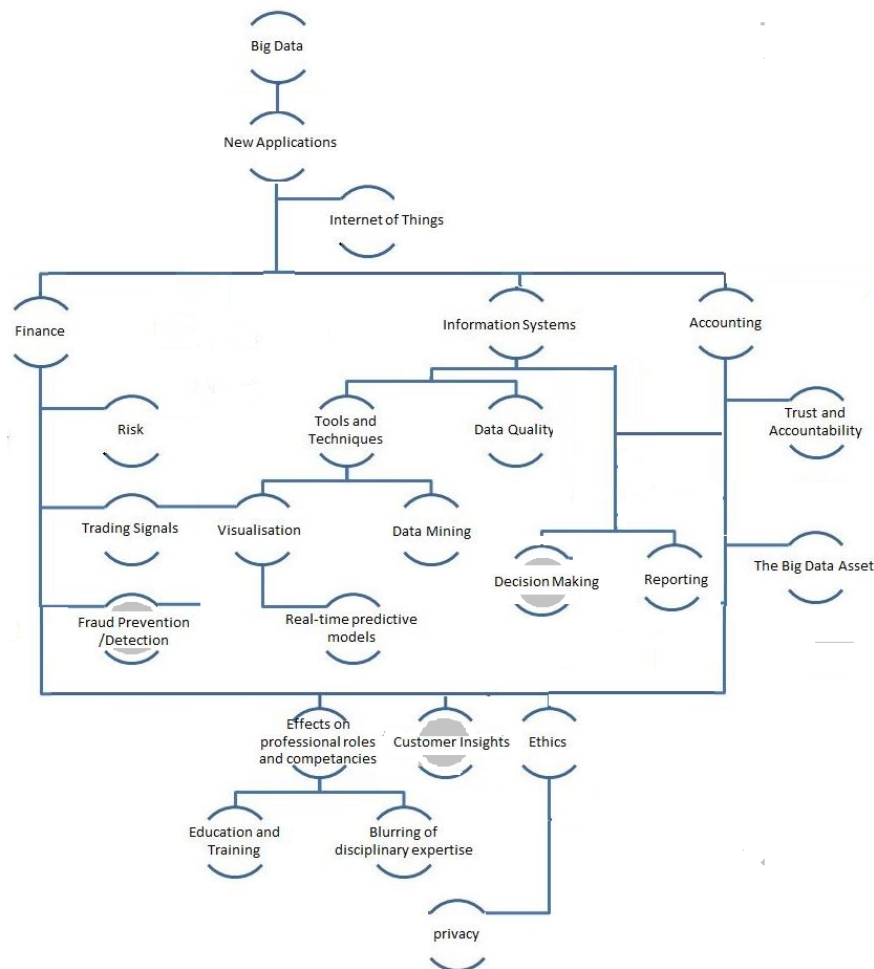 Big Data
New Applications
Internet of Things
Finance
Information Systems
Accounting
Risk
Tools and
Techniques
Data Quality
Trust and
Accountability
Trading Signals
Visualisation
Data Mining
Decision Making
Reporting
The Big Data Asset
Fraud Prevention
/Detection
Real-time predictive
models
Effects on
professional roles
and competancies
Customer Insights
Ethics
Education and
Training
Blurring of
disciplinary expertise
privacy